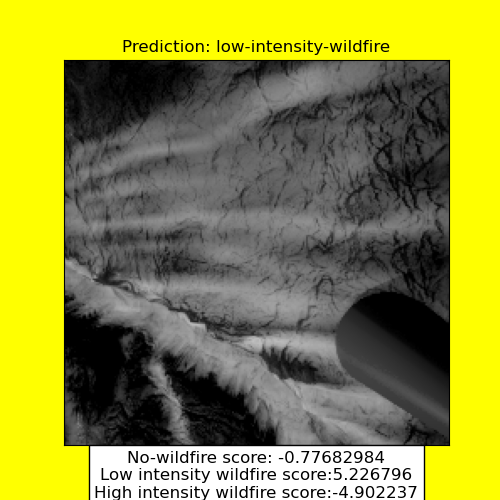 Prediction: low-intensity-wildfire
No-wildfire score: -0.77682984
Low intensity wildfire score:5.226796
High intensity wildfire score:-4.902237